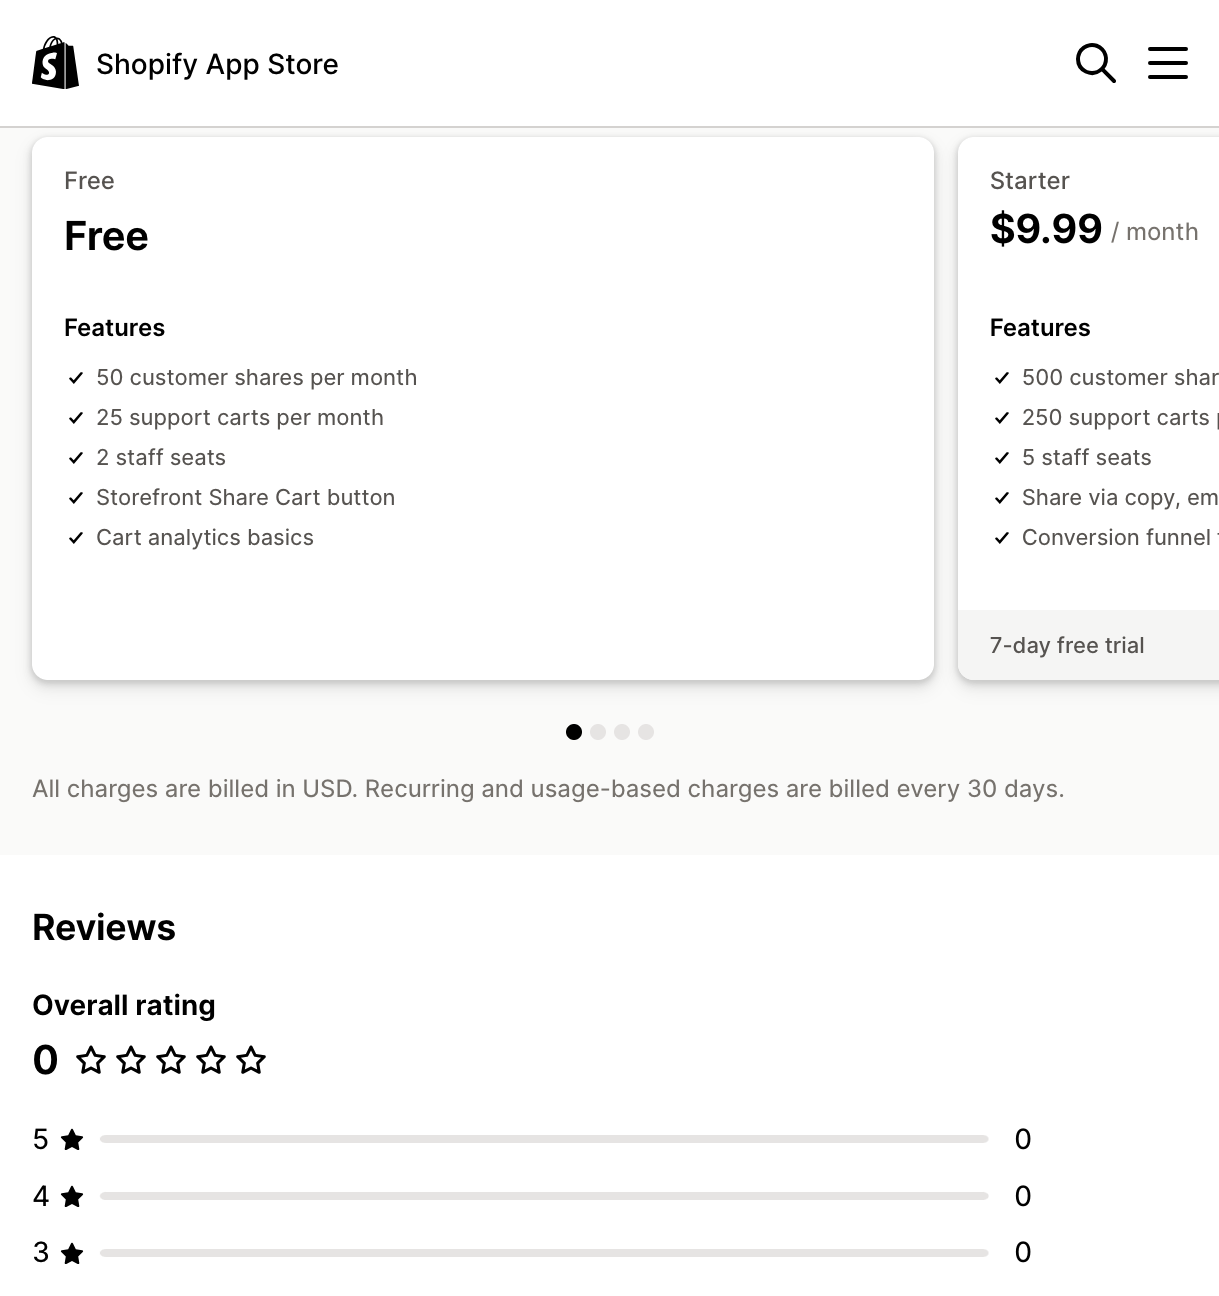 Shopify App Store
Free
Free
Features
50 customer shares per month
25 support carts per month
2 staff seats
Storefront Share Cart button
Cart analytics basics
Starter
$9.99 / month
Features
500 customer shar
250 support carts
5 staff seats
Share via copy, em
Conversion funnel
7-day free trial
All charges are billed in USD. Recurring and usage-based charges are billed every 30 days.
Reviews
Overall rating
0
5 0
4 0
3 0